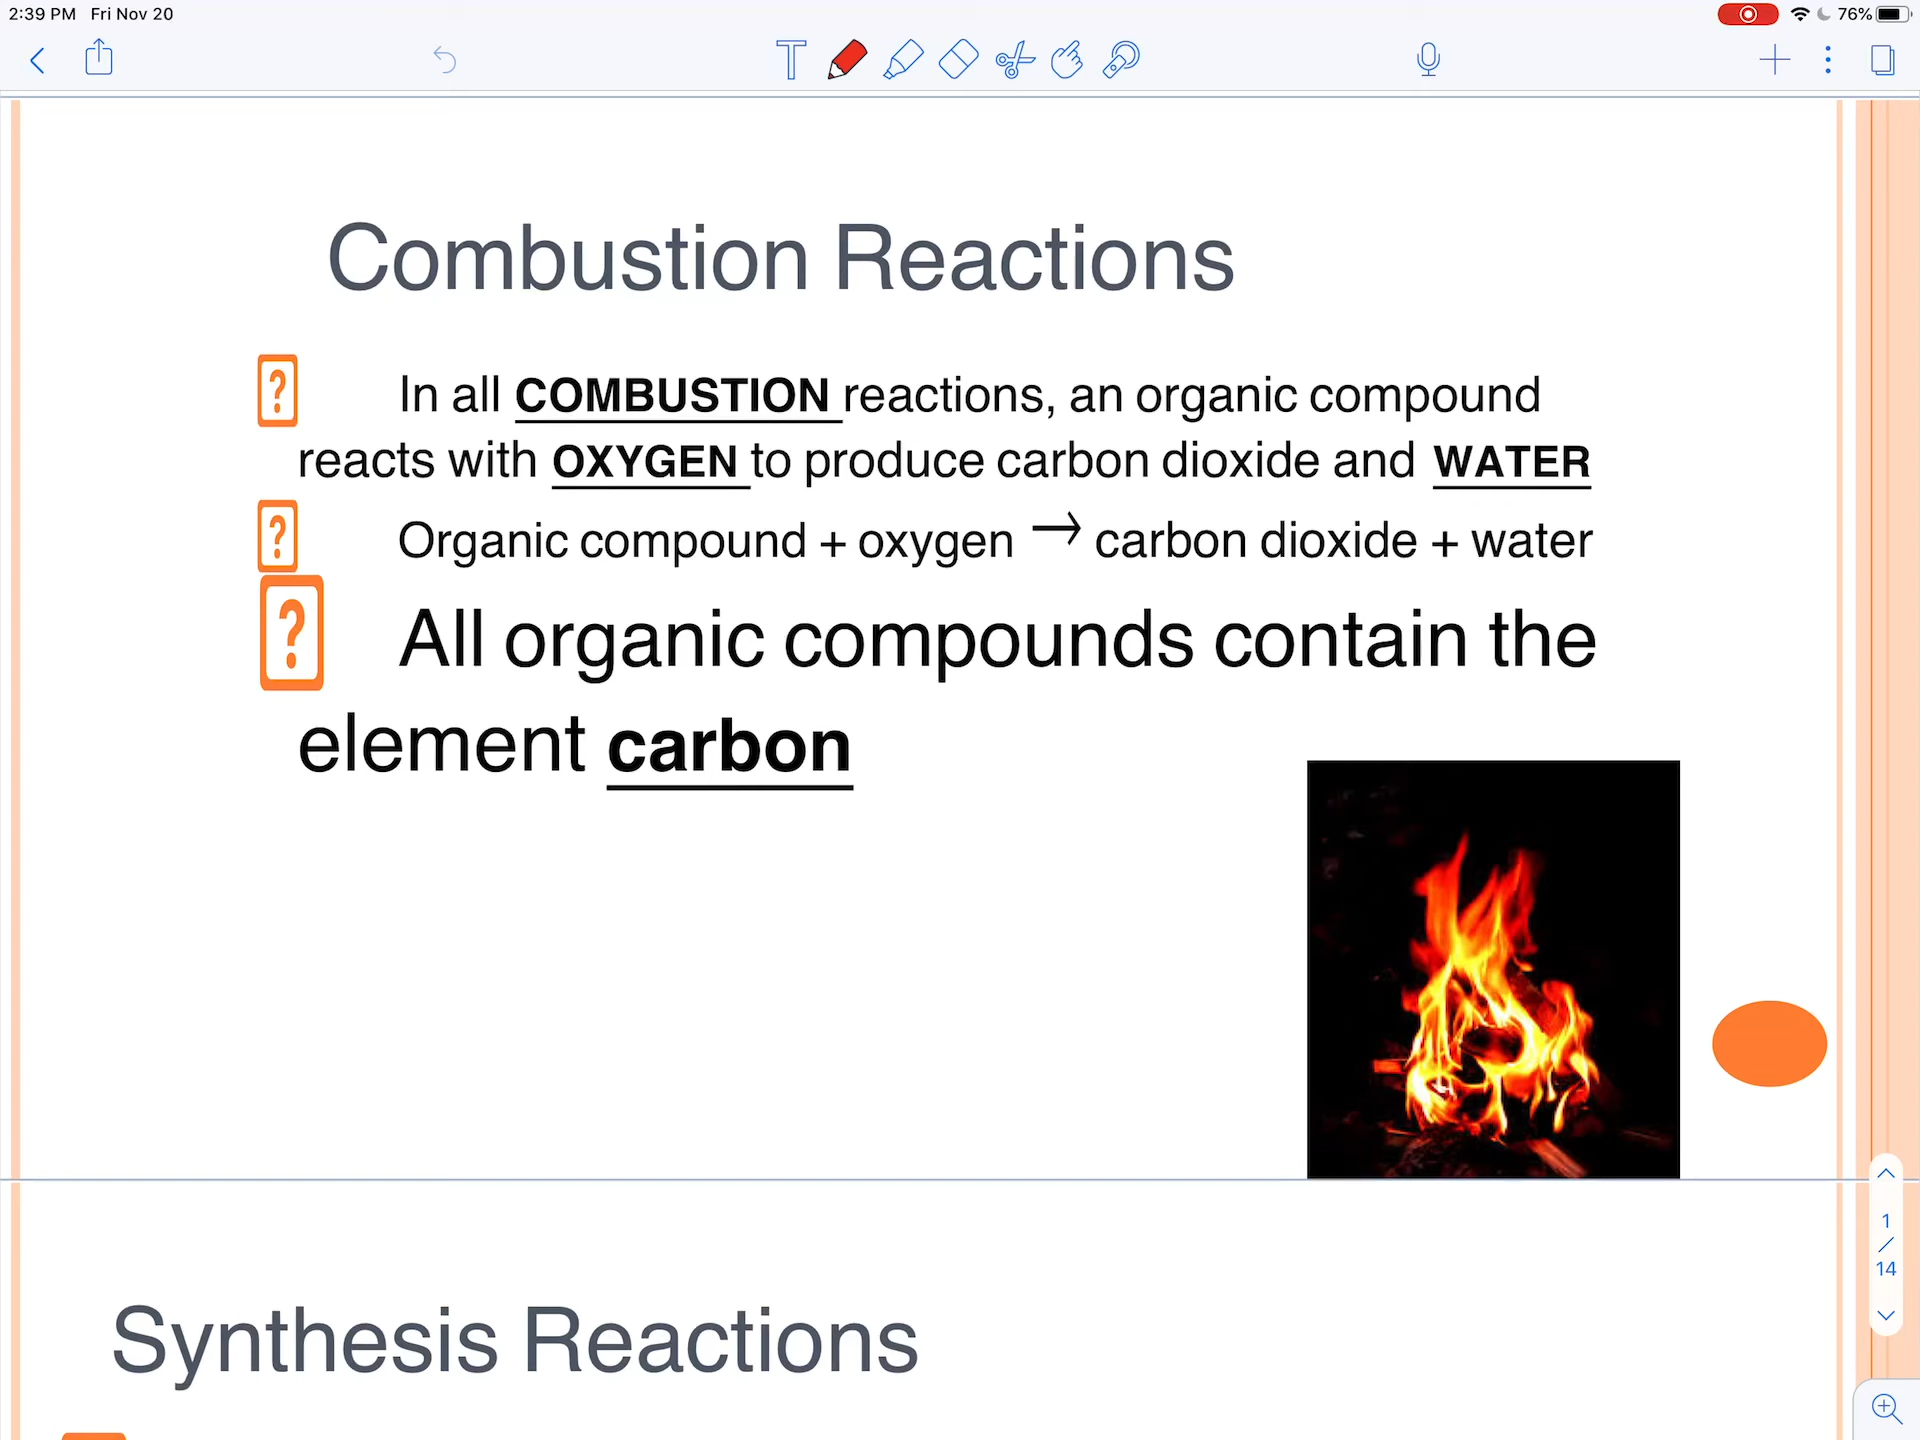 2:39 PM Fri Nov 20
76%
T
Combustion Reactions
? In all COMBUSTION reactions, an organic compound
reacts with OXYGEN to produce carbon dioxide and WATER
? Organic compound + oxygen → carbon dioxide + water
? All organic compounds contain the
element carbon
1
/
14
Synthesis Reactions